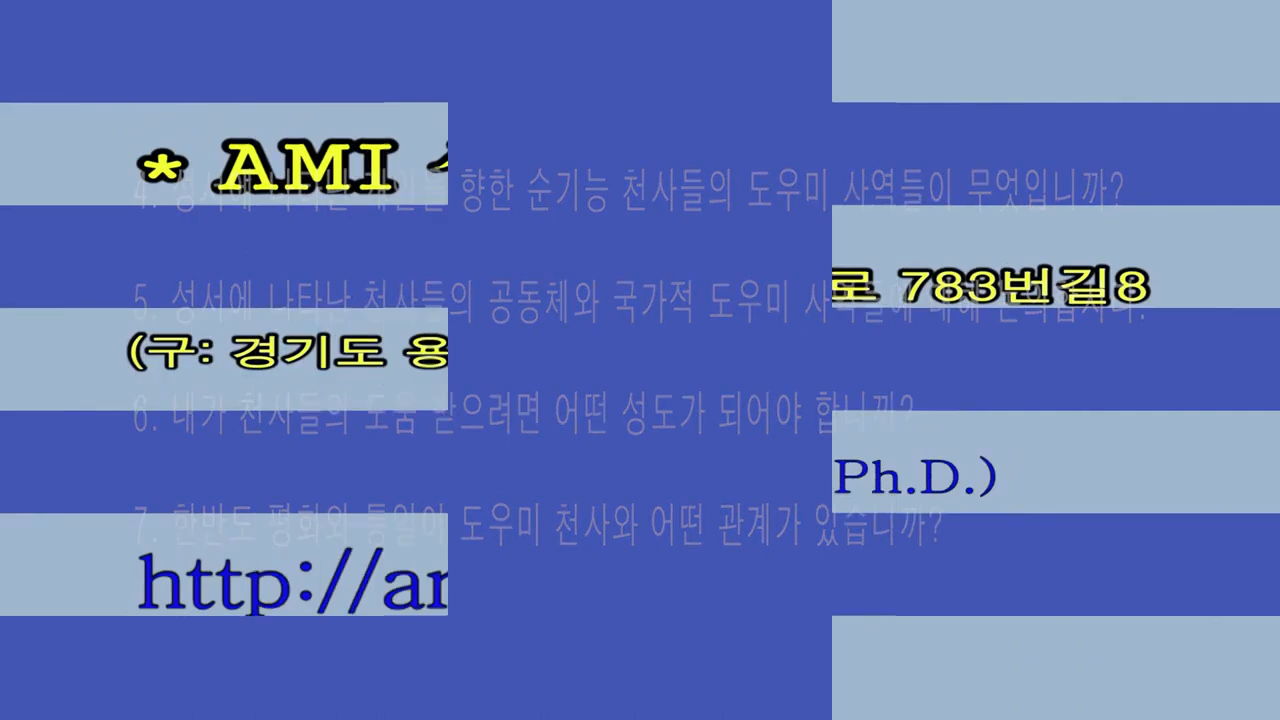 * AMI
4. 성서에 나타난 개인을 향한 순기능 천사들의 도우미 사역들이 무엇입니까?
로 783번길8
5. 성서에 나타난 천사들의 공동체와 국가적 도우미 사역들에 대해 논의합시다.
(구: 경기도 용
6. 내가 천사들의 도움 받으려면 어떤 성도가 되어야 합니까?
Ph.D.)
7. 한반도 평화와 통일이 도우미 천사와 어떤 관계가 있습니까?
http://an